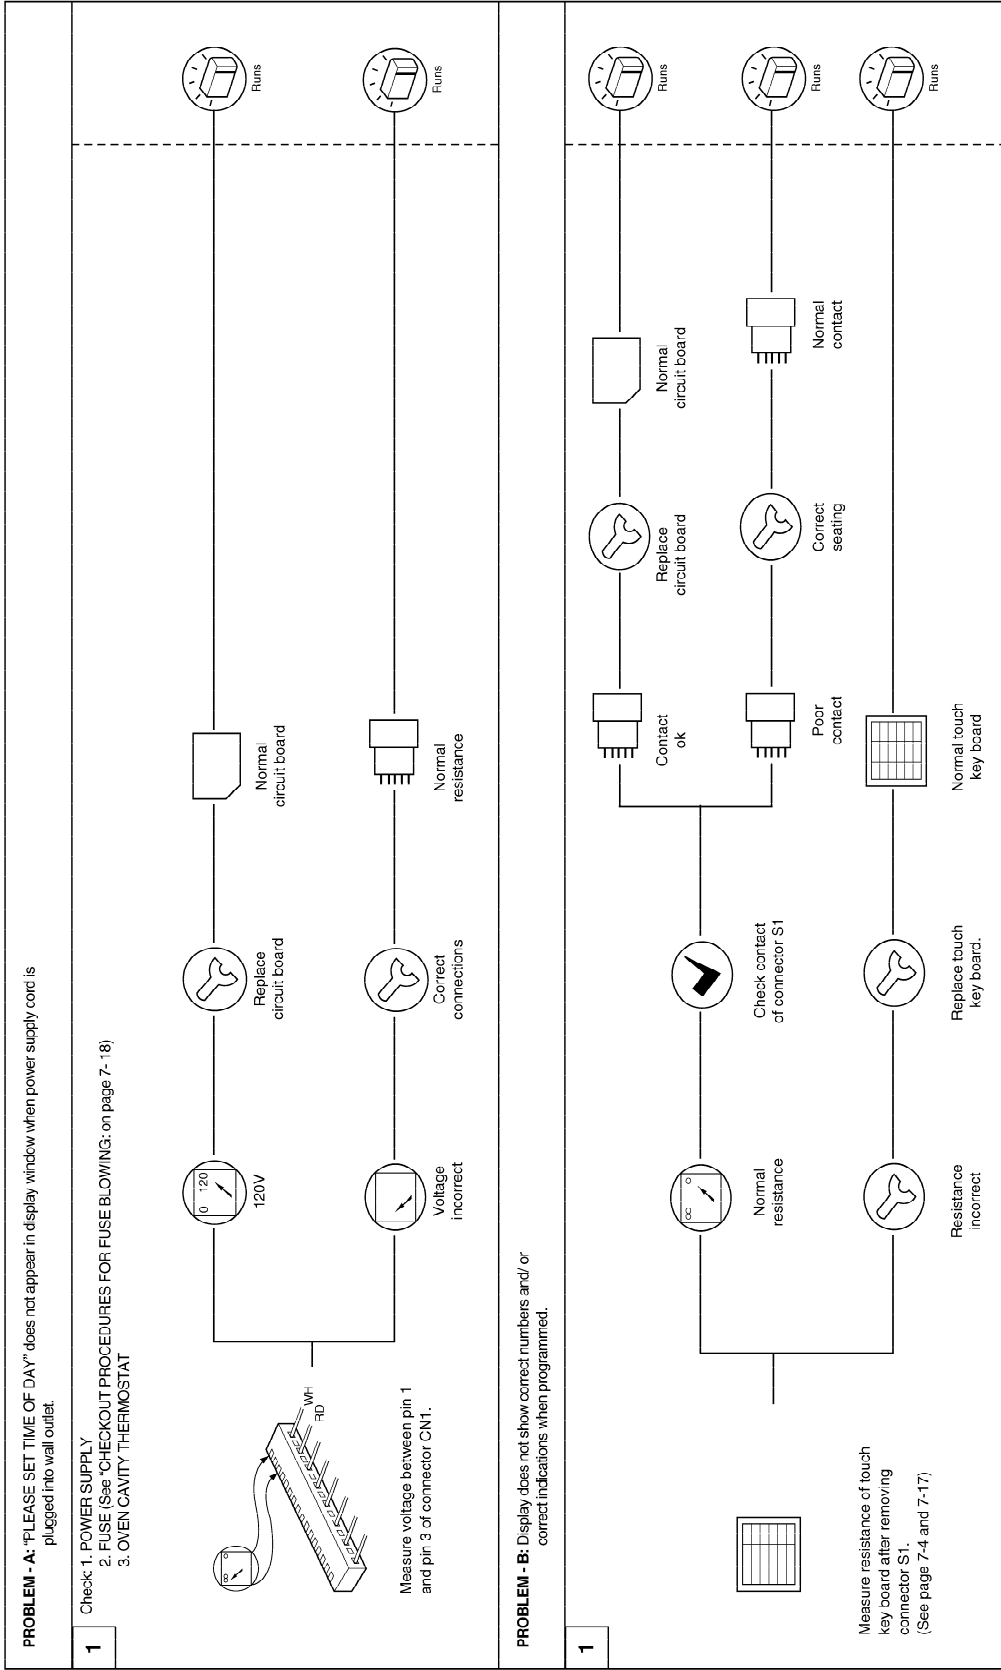 PROBLEM - A: "PLEASE SET TIME OF DAY" does not appear in display window when power supply cord is
plugged into wall outlet.
1
Check: 1. POWER SUPPLY
2. FUSE (See "CHECKOUT PROCEDURES FOR FUSE BLOWING: on page 7- 18)
3. OVEN CAVITY THERMOSTAT
∞ 0
WH
RD
Measure voltage between pin 1
and pin 3 of connector CN1.
0 120
120V
Replace
circuit board
Normal
circuit board
Runs
Voltage
incorrect
Correct
connections
Normal
resistance
Runs
PROBLEM - B: Display does not show correct numbers and/ or
correct indications when programmed.
1
Measure resistance of touch
key board after removing
connector S1.
(See page 7-4 and 7-17)
∞ 0
Normal
resistance
Check contact
of connector S1
Contact
ok
Replace
circuit board
Normal
circuit board
Runs
Poor
contact
Correct
seating
Normal
contact
Runs
Resistance
incorrect
Replace touch
key board.
Normal touch
key board
Runs